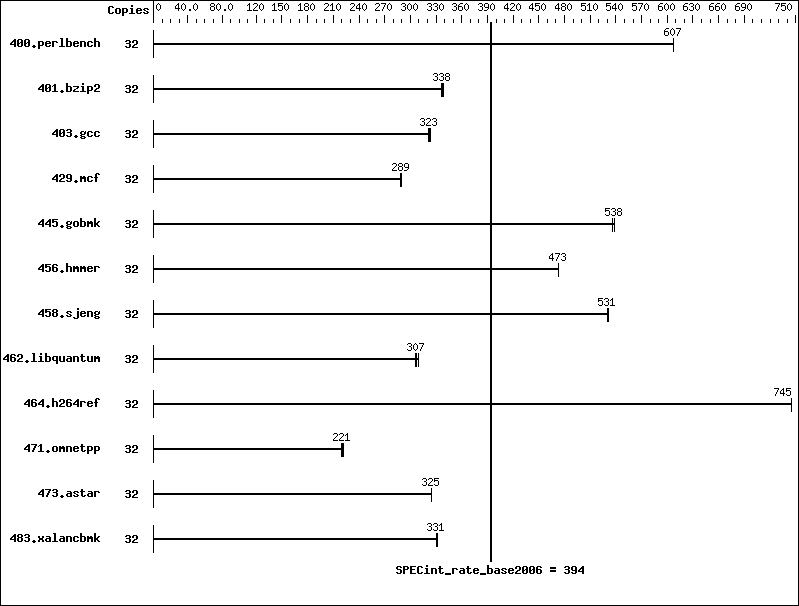 Copies 0 40.0 80.0 120 150 180 210 240 270 300 330 360 390 420 450 480 510 540 570 600 630 660 690 750
400.perlbench 32 607
401.bzip2 32 338
403.gcc 32 323
429.mcf 32 289
445.gobmk 32 538
456.hmmer 32 473
458.sjeng 32 531
462.libquantum 32 307
464.h264ref 32 745
471.omnetpp 32 221
473.astar 32 325
483.xalancbmk 32 331
SPECint_rate_base2006 = 394